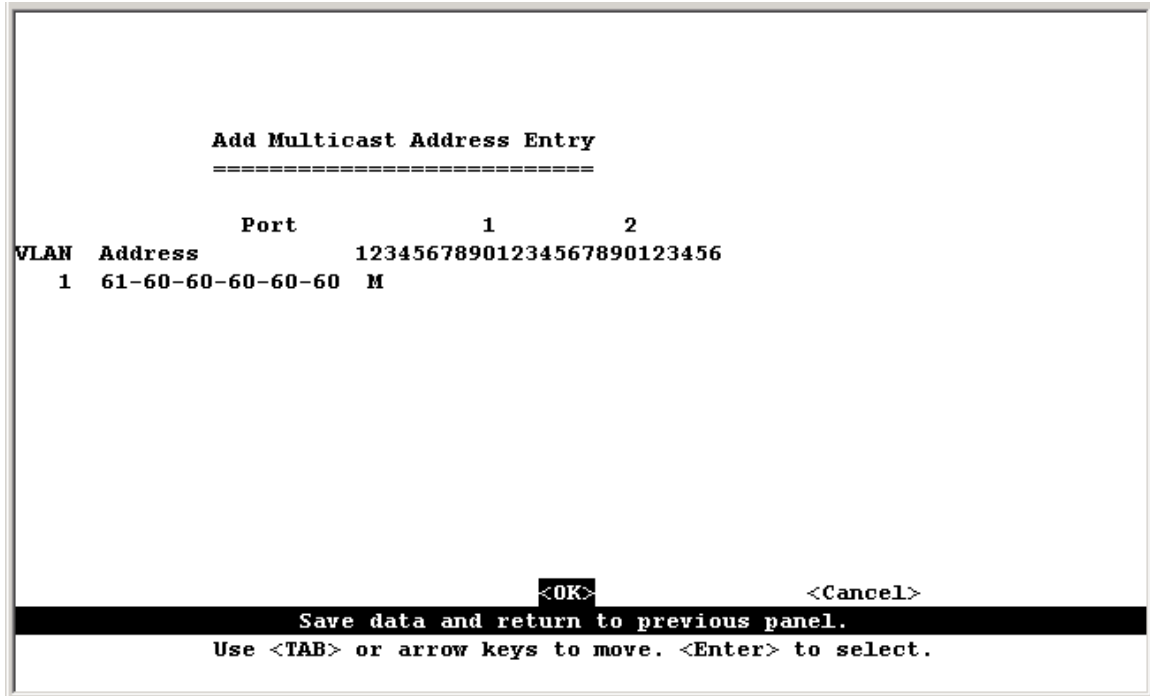 Add Multicast Address Entry
===========================
Port 1 2
VLAN Address 12345678901234567890123456
1 61-60-60-60-60-60 M
<OK> <Cancel>
Save data and return to previous panel.
Use <TAB> or arrow keys to move. <Enter> to select.